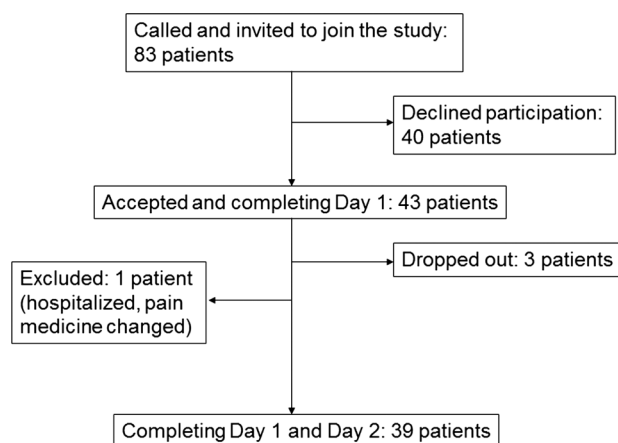 Called and invited to join the study:
83 patients
Declined participation:
40 patients
Accepted and completing Day 1: 43 patients
Dropped out: 3 patients
Excluded: 1 patient
(hospitalized, pain
medicine changed)
Completing Day 1 and Day 2: 39 patients